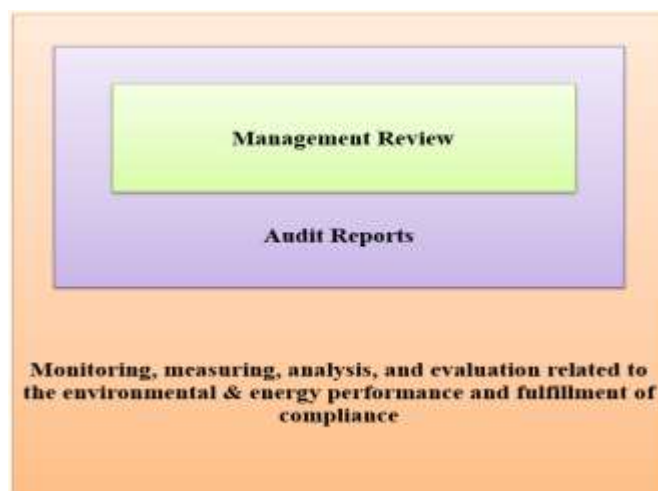 Management Review
Audit Reports
Monitoring, measuring, analysis, and evaluation related to
the environmental & energy performance and fulfillment of
compliance